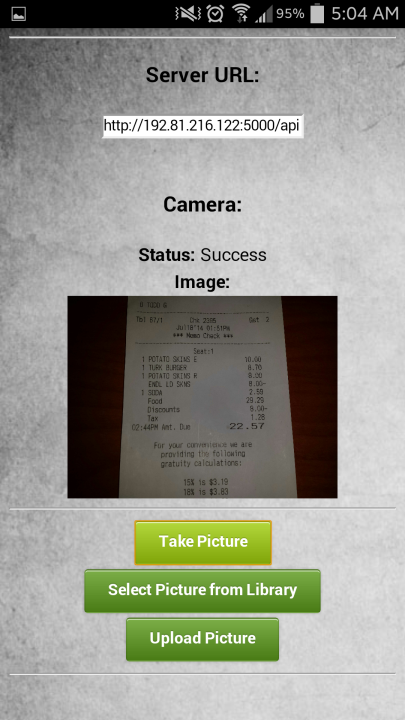 95% 5:04 AM
Server URL:
http://192.81.216.122:5000/api
Camera:
Status: Success
Image:
Tbl 87/1 Chk 2395 Gst 3
Jul18'14 01:51PM
*** Memo Check ***
Seat:1
1 POTATO SKINS E 10.00
1 TORK BURGER 8.70
1 POTATO SKINS R 8.00
ENDL LD SKNS 8.00-
1 SODA 2.59
Food 29.29
Discounts 8.00-
Tax 1.28
02:44PM Amt. Due 22.57
For your convenience we are
providing the following
gratuity calculations:
15% is $3.19
18% is $3.83
Take Picture
Select Picture from Library
Upload Picture